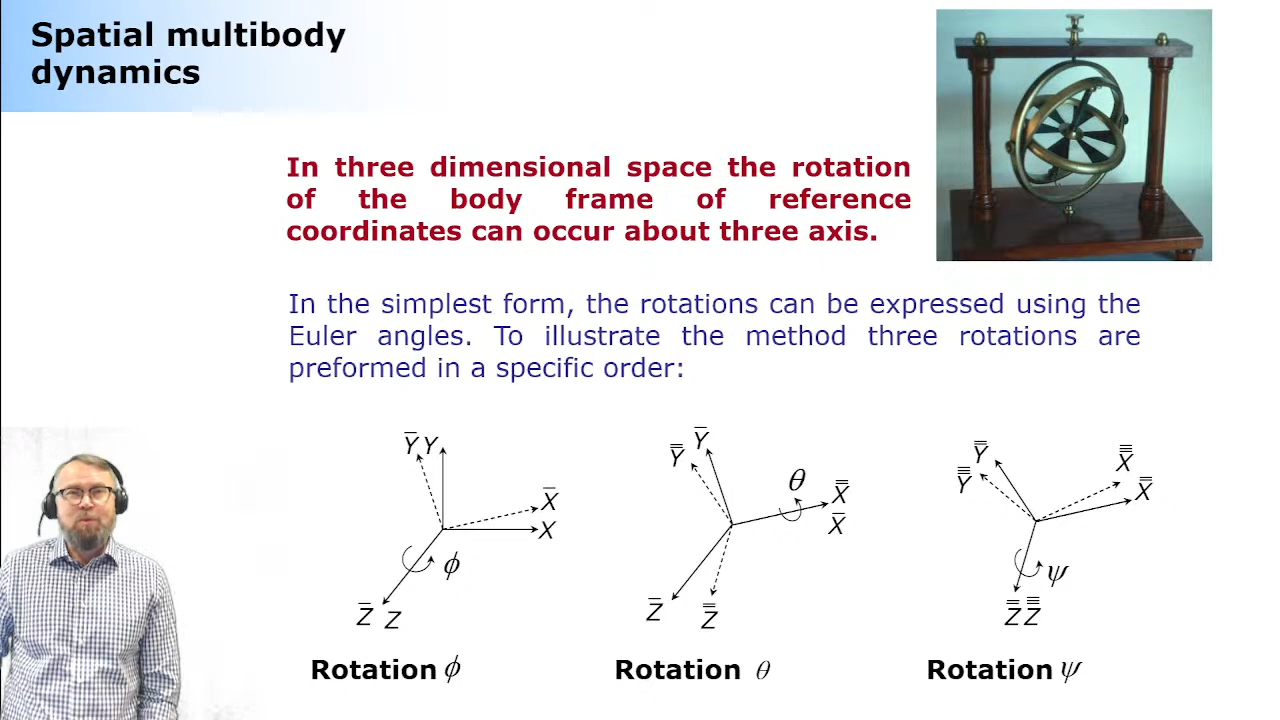 Spatial multibody
dynamics
In three dimensional space the rotation
of the body frame of reference
coordinates can occur about three axis.
In the simplest form, the rotations can be expressed using the
Euler angles. To illustrate the method three rotations are
preformed in a specific order:
Y̅ Y
X̅
X
ϕ
Z̅ Z
Rotation ϕ
Y̅
Y̿
θ
X̿
X̅
Z̅
Z̿
Rotation θ
Y̿
Y̿̅
X̿̅
X̿
ψ
Z̿ Z̿̅
Rotation ψ